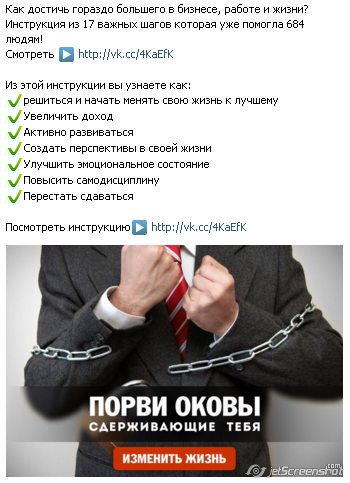 Как достичь гораздо большего в бизнесе, работе и жизни?
Инструкция из 17 важных шагов которая уже помогла 684
людям!
Смотреть ▶ http://vk.cc/4KaEfK
Из этой инструкции вы узнаете как:
✔решиться и начать менять свою жизнь к лучшему
✔Увеличить доход
✔Активно развиваться
✔Создать перспективы в своей жизни
✔Улучшить эмоциональное состояние
✔Повысить самодисциплину
✔Перестать сдаваться
Посмотреть инструкцию▶ http://vk.cc/4KaEfK
ПОРВИ ОКОВЫ
СДЕРЖИВАЮЩИЕ ТЕБЯ
ИЗМЕНИТЬ ЖИЗНЬ
jetScreenshot
.com